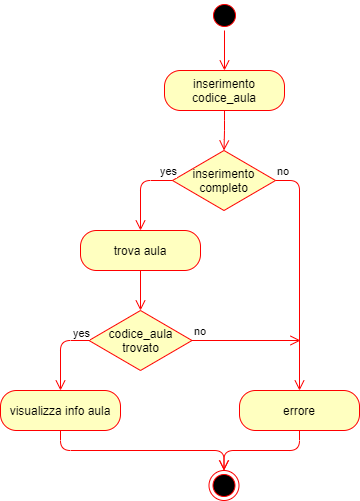 inserimento
codice_aula
yes
inserimento
completo
no
trova aula
yes
codice_aula
trovato
no
visualizza info aula
errore